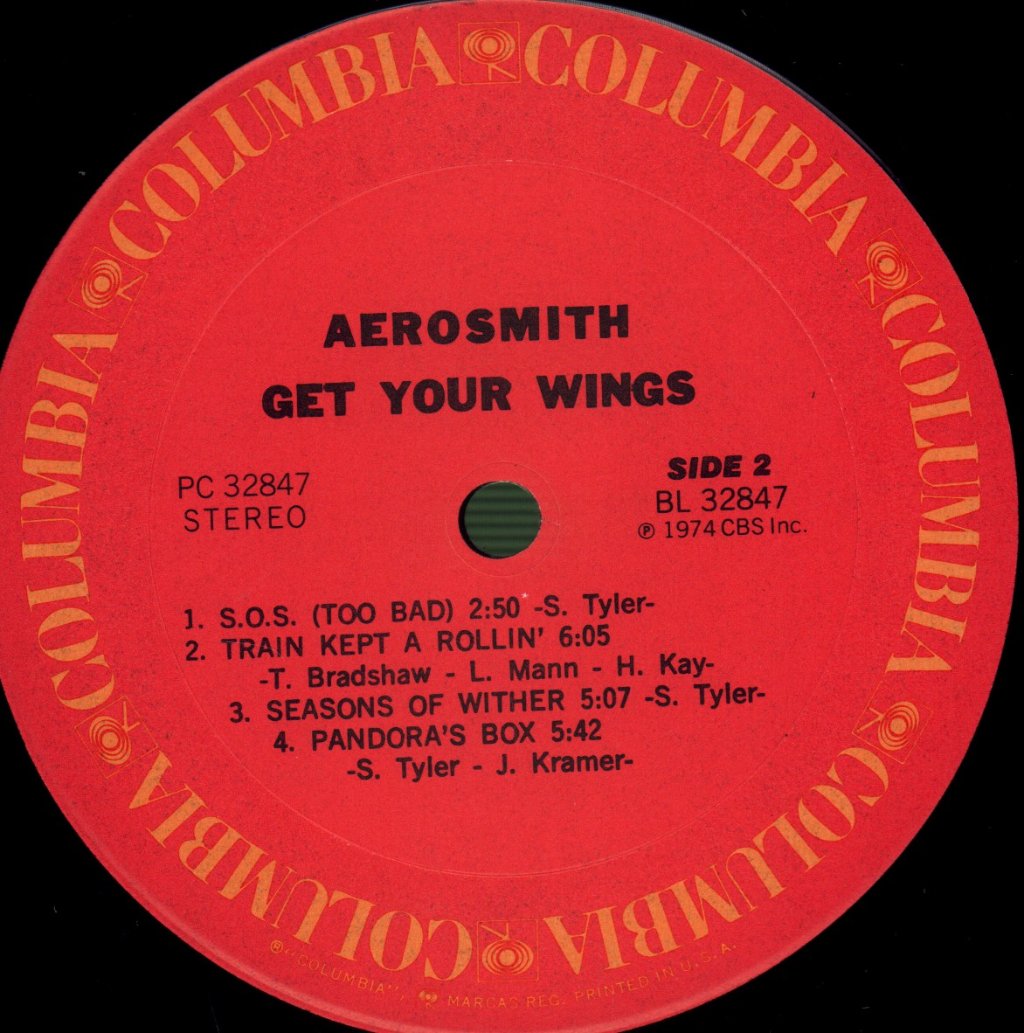 COLUMBIA COLUMBIA COLUMBIA COLUMBIA COLUMBIA COLUMBIA COLUMBIA COLUMBIA
AEROSMITH
GET YOUR WINGS
PC 32847
STEREO
SIDE 2
BL 32847
℗ 1974 CBS Inc.
1. S.O.S. (TOO BAD) 2:50 -S. Tyler-
2. TRAIN KEPT A ROLLIN' 6:05
-T. Bradshaw - L. Mann - H. Kay-
3. SEASONS OF WITHER 5:07 -S. Tyler-
4. PANDORA'S BOX 5:42
-S. Tyler - J. Kramer-
® "COLUMBIA", MARCAS REG. PRINTED IN U.S.A.